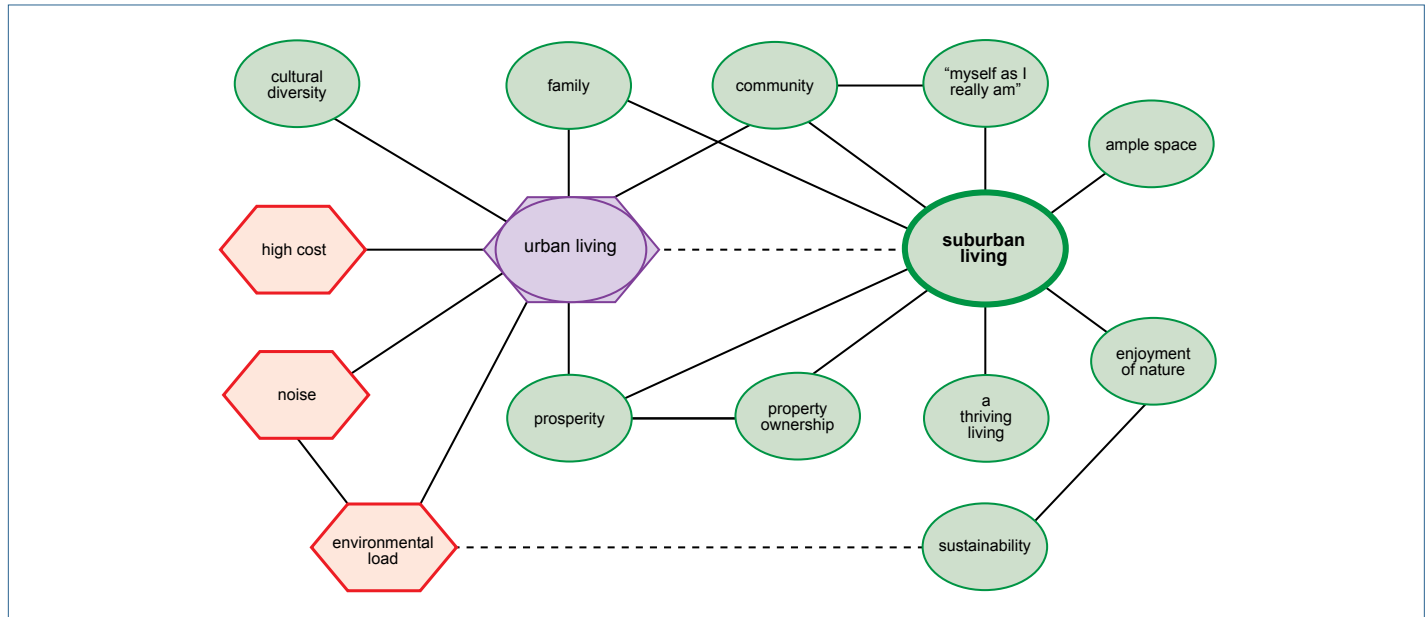 cultural
diversity
family
community
“myself as I
really am”
ample space
high cost
urban living
suburban
living
noise
prosperity
property
ownership
a
thriving
living
enjoyment
of nature
environmental
load
sustainability